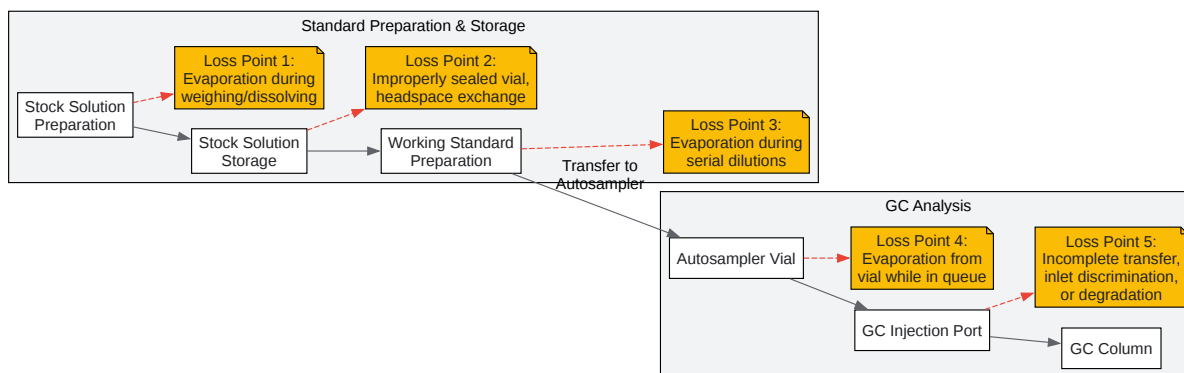 Standard Preparation & Storage
Loss Point 1:
Evaporation during
weighing/dissolving
Loss Point 2:
Improperly sealed vial,
headspace exchange
Stock Solution
Preparation
Stock Solution
Storage
Working Standard
Preparation
Loss Point 3:
Evaporation during
serial dilutions
Transfer to
Autosampler
GC Analysis
Autosampler Vial
Loss Point 4:
Evaporation from
vial while in queue
Loss Point 5:
Incomplete transfer,
inlet discrimination,
or degradation
GC Injection Port
GC Column